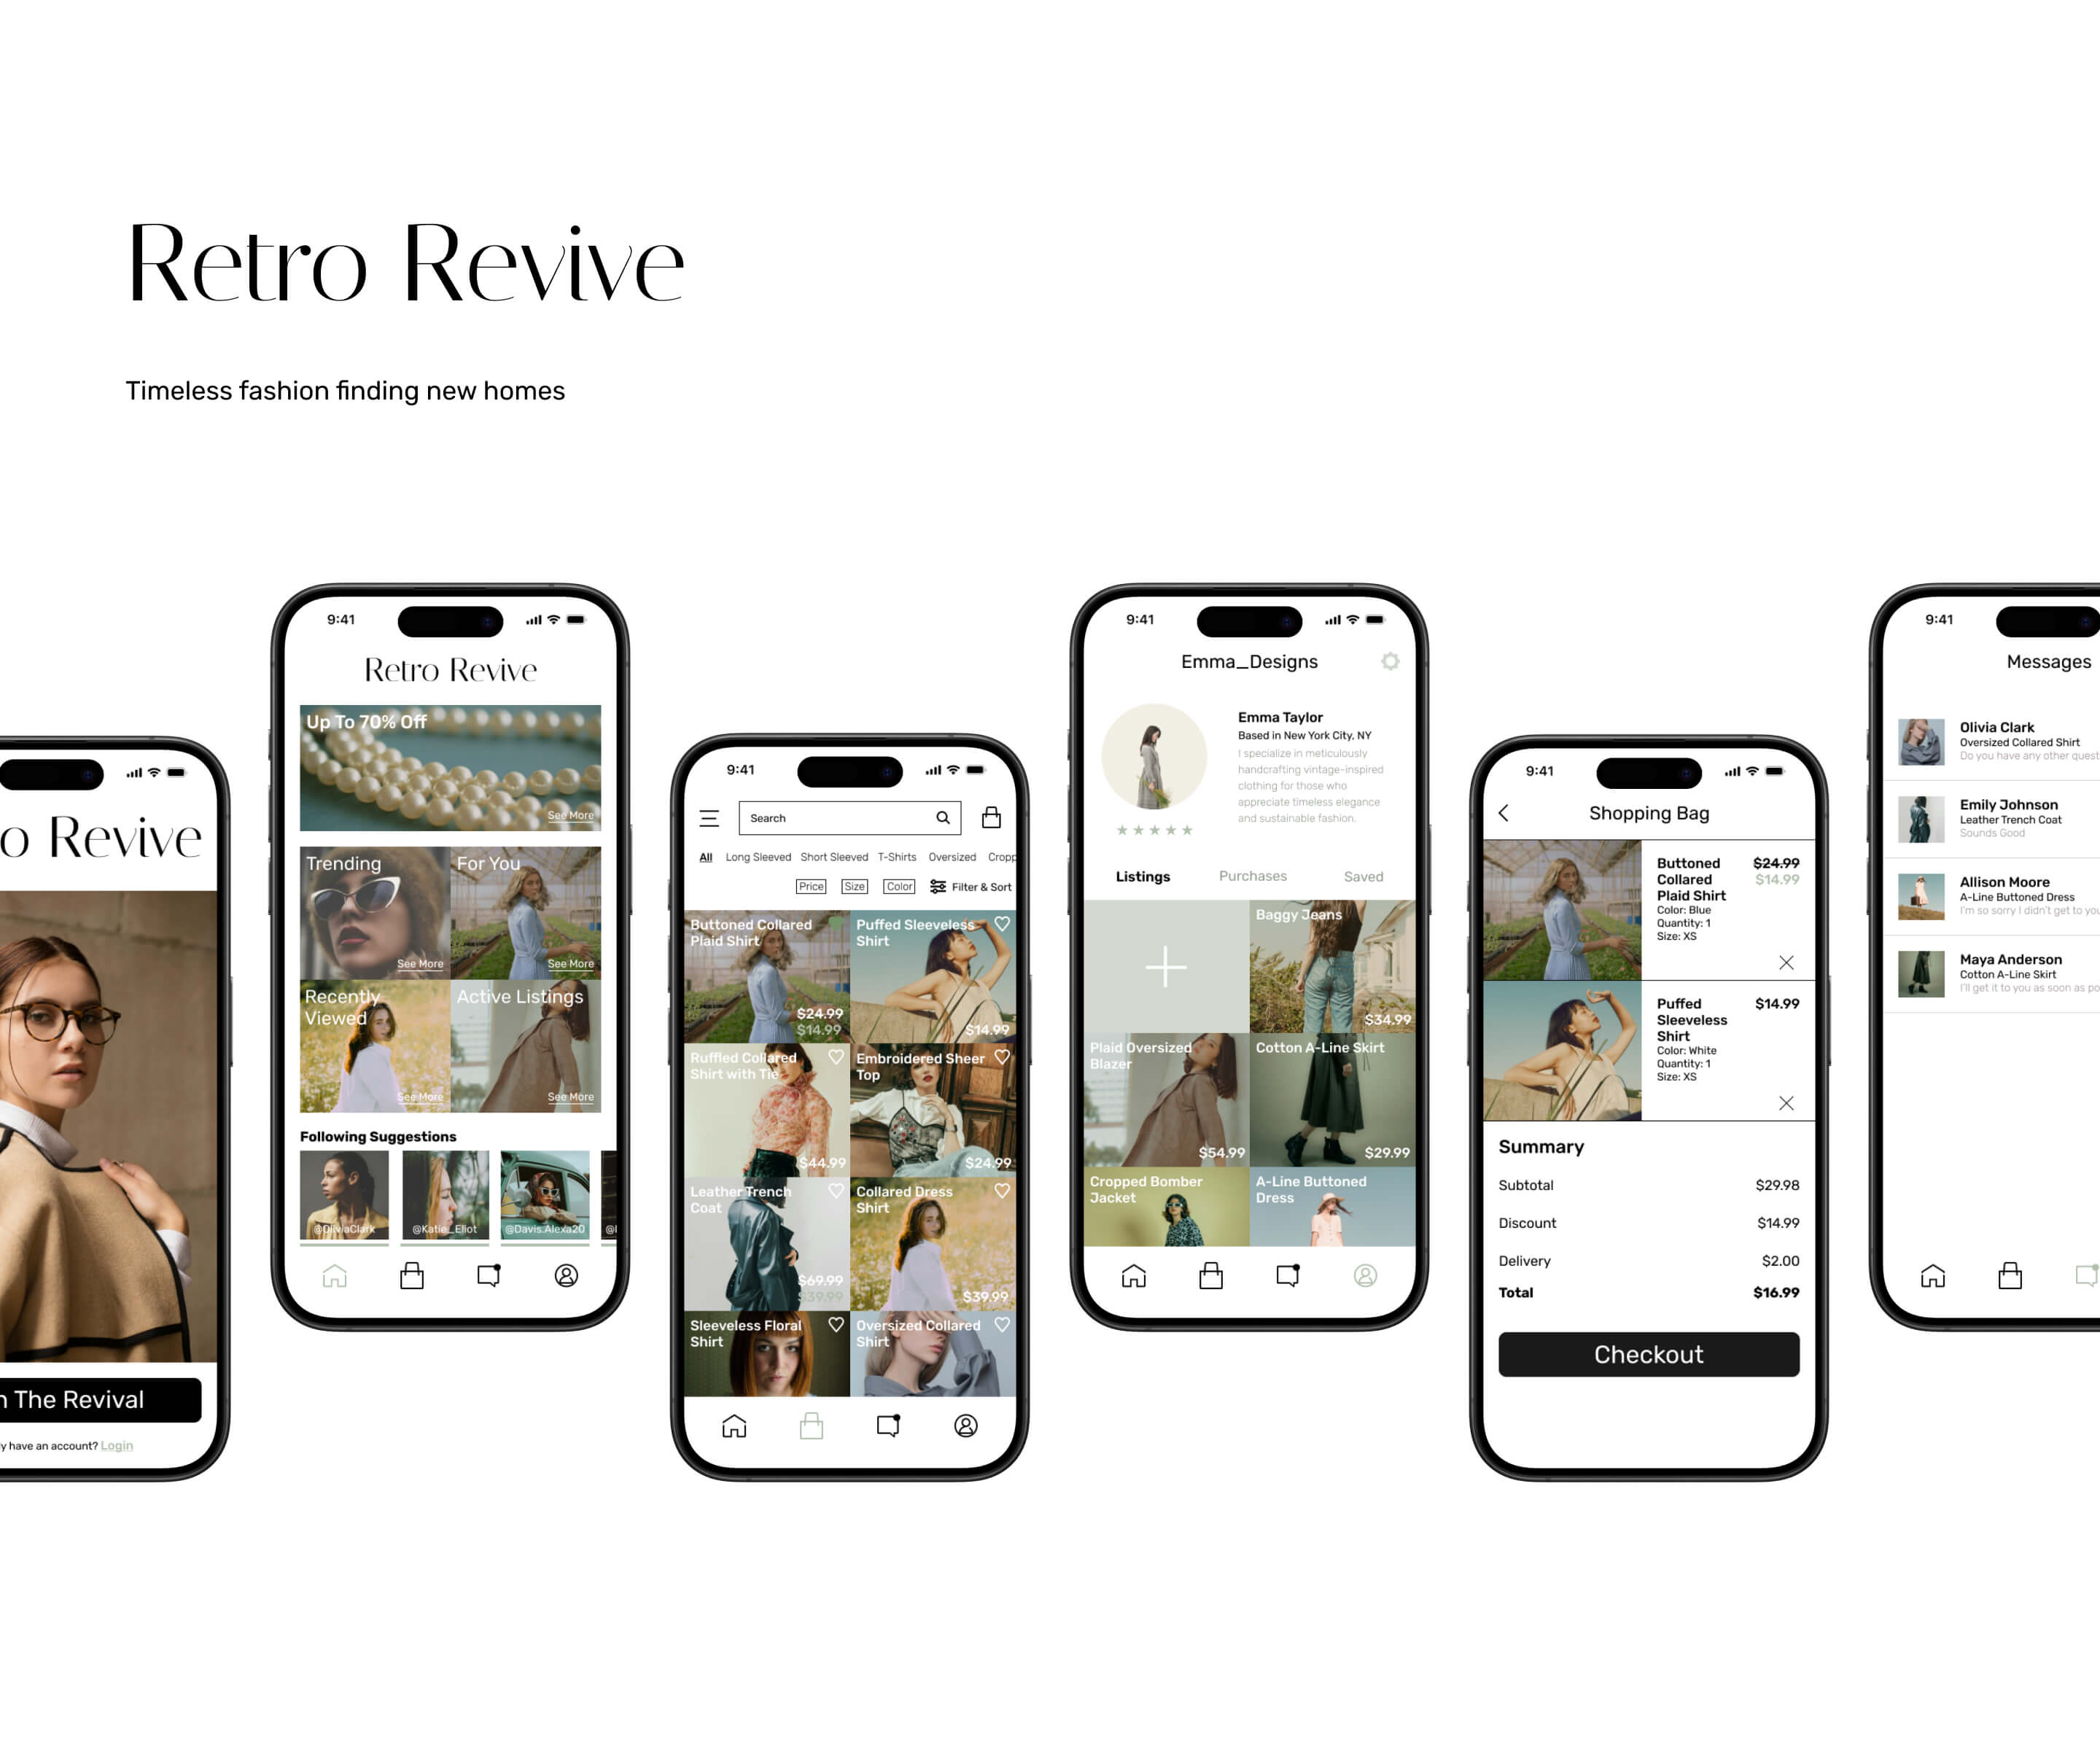 Retro Revive
Timeless fashion finding new homes
o Revive
The Revival
y have an account? Login
9:41
Retro Revive
Up To 70% Off
See More
Trending
For You
See More
See More
Recently
Viewed
Active Listings
See More
See More
Following Suggestions
@OliviaClark
@Katie_Eliot
@Davis.Alexa20
9:41
Search
All Long Sleeved Short Sleeved T-Shirts Oversized Cropp
Price Size Color Filter & Sort
Buttoned Collared
Plaid Shirt
$24.99
$14.99
Puffed Sleeveless
Shirt
$14.99
Ruffled Collared
Shirt with Tie
$44.99
Embroidered Sheer
Top
$24.99
Leather Trench
Coat
$69.99
$39.99
Collared Dress
Shirt
$39.99
Sleeveless Floral
Shirt
Oversized Collared
Shirt
9:41
Emma_Designs
Emma Taylor
Based in New York City, NY
I specialize in meticulously
handcrafting vintage-inspired
clothing for those who
appreciate timeless elegance
and sustainable fashion.
Listings Purchases Saved
Baggy Jeans
$34.99
Plaid Oversized
Blazer
$54.99
Cotton A-Line Skirt
$29.99
Cropped Bomber
Jacket
A-Line Buttoned
Dress
9:41
Shopping Bag
Buttoned
Collared
Plaid Shirt
Color: Blue
Quantity: 1
Size: XS
$24.99
$14.99
Puffed
Sleeveless
Shirt
Color: White
Quantity: 1
Size: XS
$14.99
Summary
Subtotal $29.98
Discount $14.99
Delivery $2.00
Total $16.99
Checkout
9:41
Messages
Olivia Clark
Oversized Collared Shirt
Do you have any other quest
Emily Johnson
Leather Trench Coat
Sounds Good
Allison Moore
A-Line Buttoned Dress
I'm so sorry I didn't get to you
Maya Anderson
Cotton A-Line Skirt
I'll get it to you as soon as po